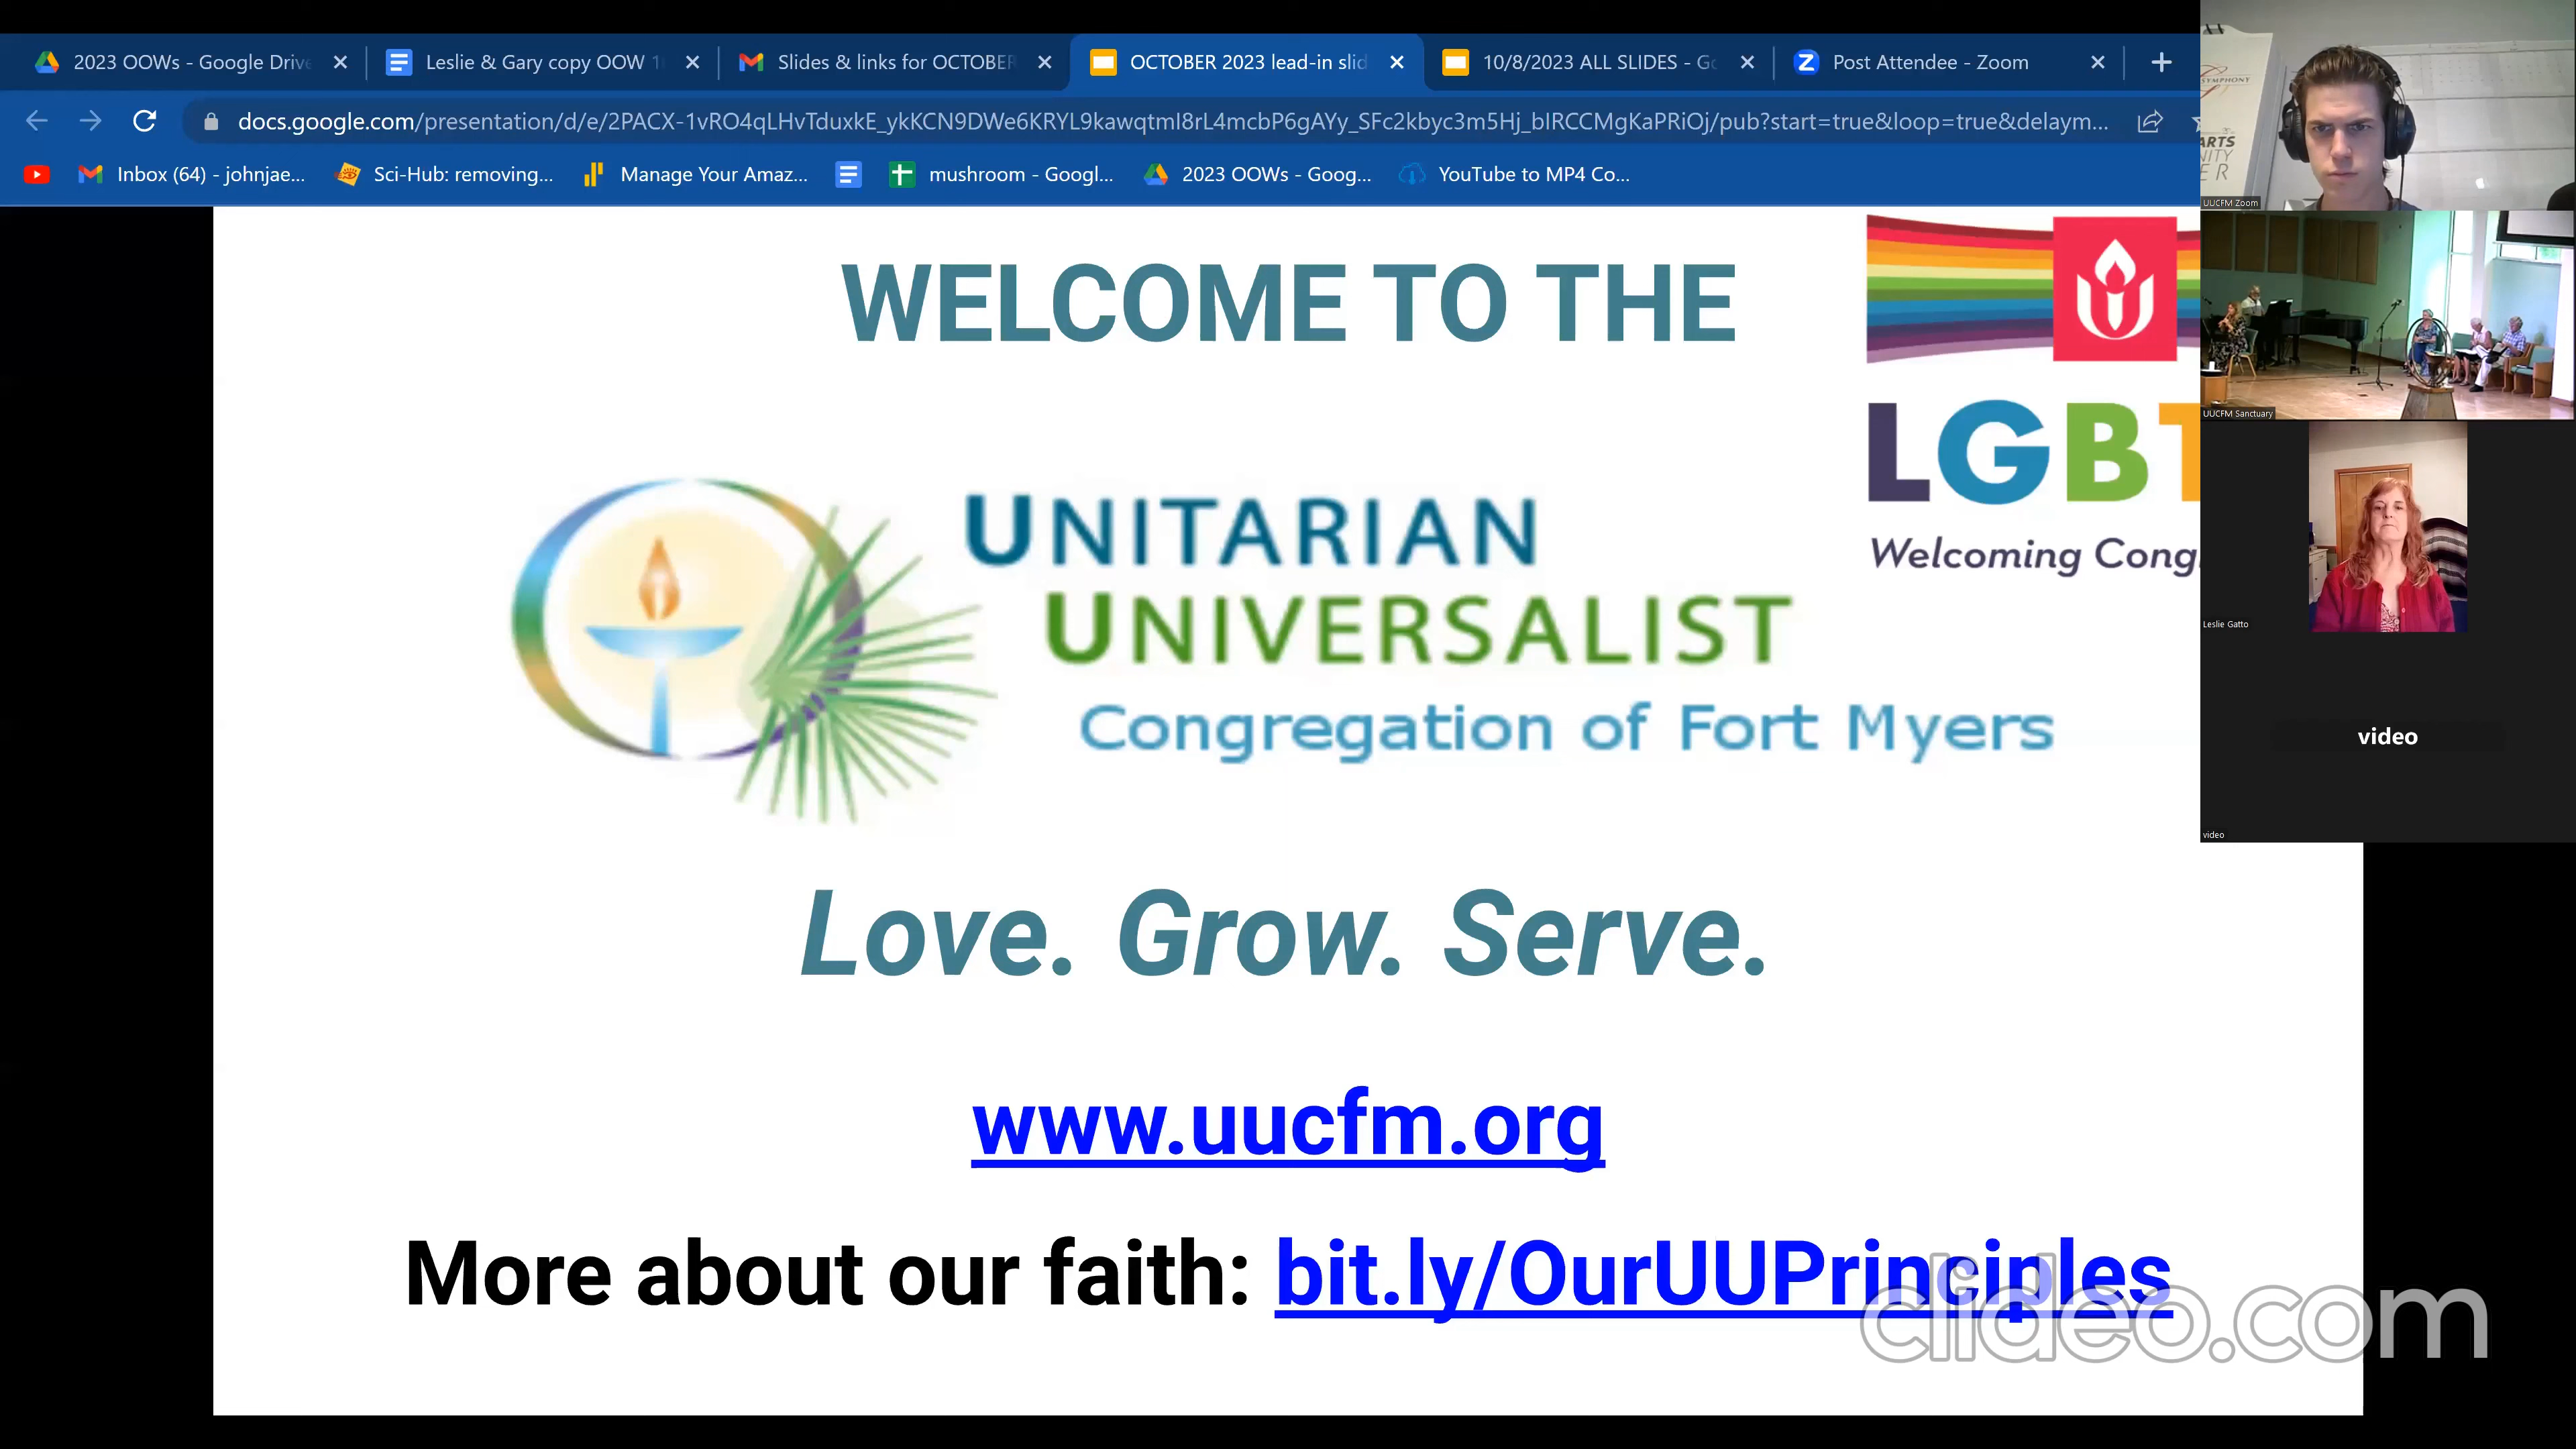 2023 OOWs - Google Drive
Leslie & Gary copy OOW 1
Slides & links for OCTOBER
OCTOBER 2023 lead-in slid
10/8/2023 ALL SLIDES - Go
Post Attendee - Zoom
docs.google.com/presentation/d/e/2PACX-1vRO4qLHvTduxkE_ykKCN9DWe6KRYL9kawqtmI8rL4mcbP6gAYy_SFc2kbyc3m5Hj_bIRCCMgKaPRiOj/pub?start=true&loop=true&delaym...
Inbox (64) - johnjae...
Sci-Hub: removing...
Manage Your Amaz...
mushroom - Googl...
2023 OOWs - Goog...
YouTube to MP4 Co...
SYMPHONY
ARTS
UUCFM Zoom
UUCFM Sanctuary
Leslie Gatto
video
video
WELCOME TO THE
LGBT
Welcoming Cong
UNITARIAN
UNIVERSALIST
Congregation of Fort Myers
Love. Grow. Serve.
www.uucfm.org
More about our faith: bit.ly/OurUUPrinciples
clideo.com